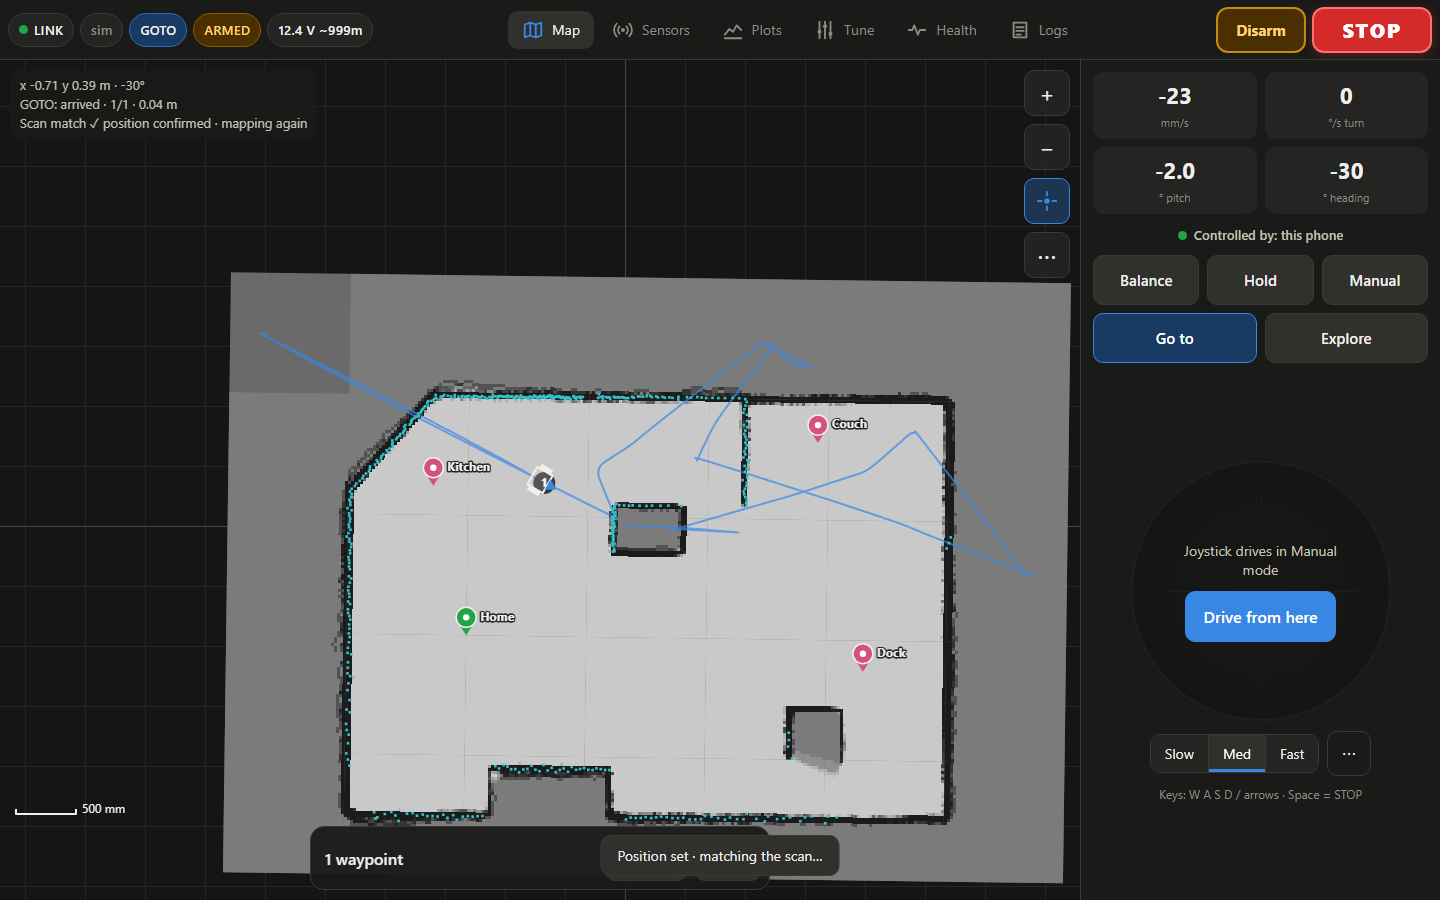 LINK
sim
GOTO
ARMED
12.4 V ~999m
Map
Sensors
Plots
Tune
Health
Logs
Disarm
STOP
x -0.71 y 0.39 m · -30°
GOTO: arrived · 1/1 · 0.04 m
Scan match ✓ position confirmed · mapping again
+
−
...
-23
mm/s
0
°/s turn
-2.0
° pitch
-30
° heading
Controlled by: this phone
Balance
Hold
Manual
Go to
Explore
Couch
Kitchen
1
Home
Dock
Joystick drives in Manual
mode
Drive from here
Slow
Med
Fast
...
Keys: W A S D / arrows · Space = STOP
500 mm
1 waypoint
Position set · matching the scan...